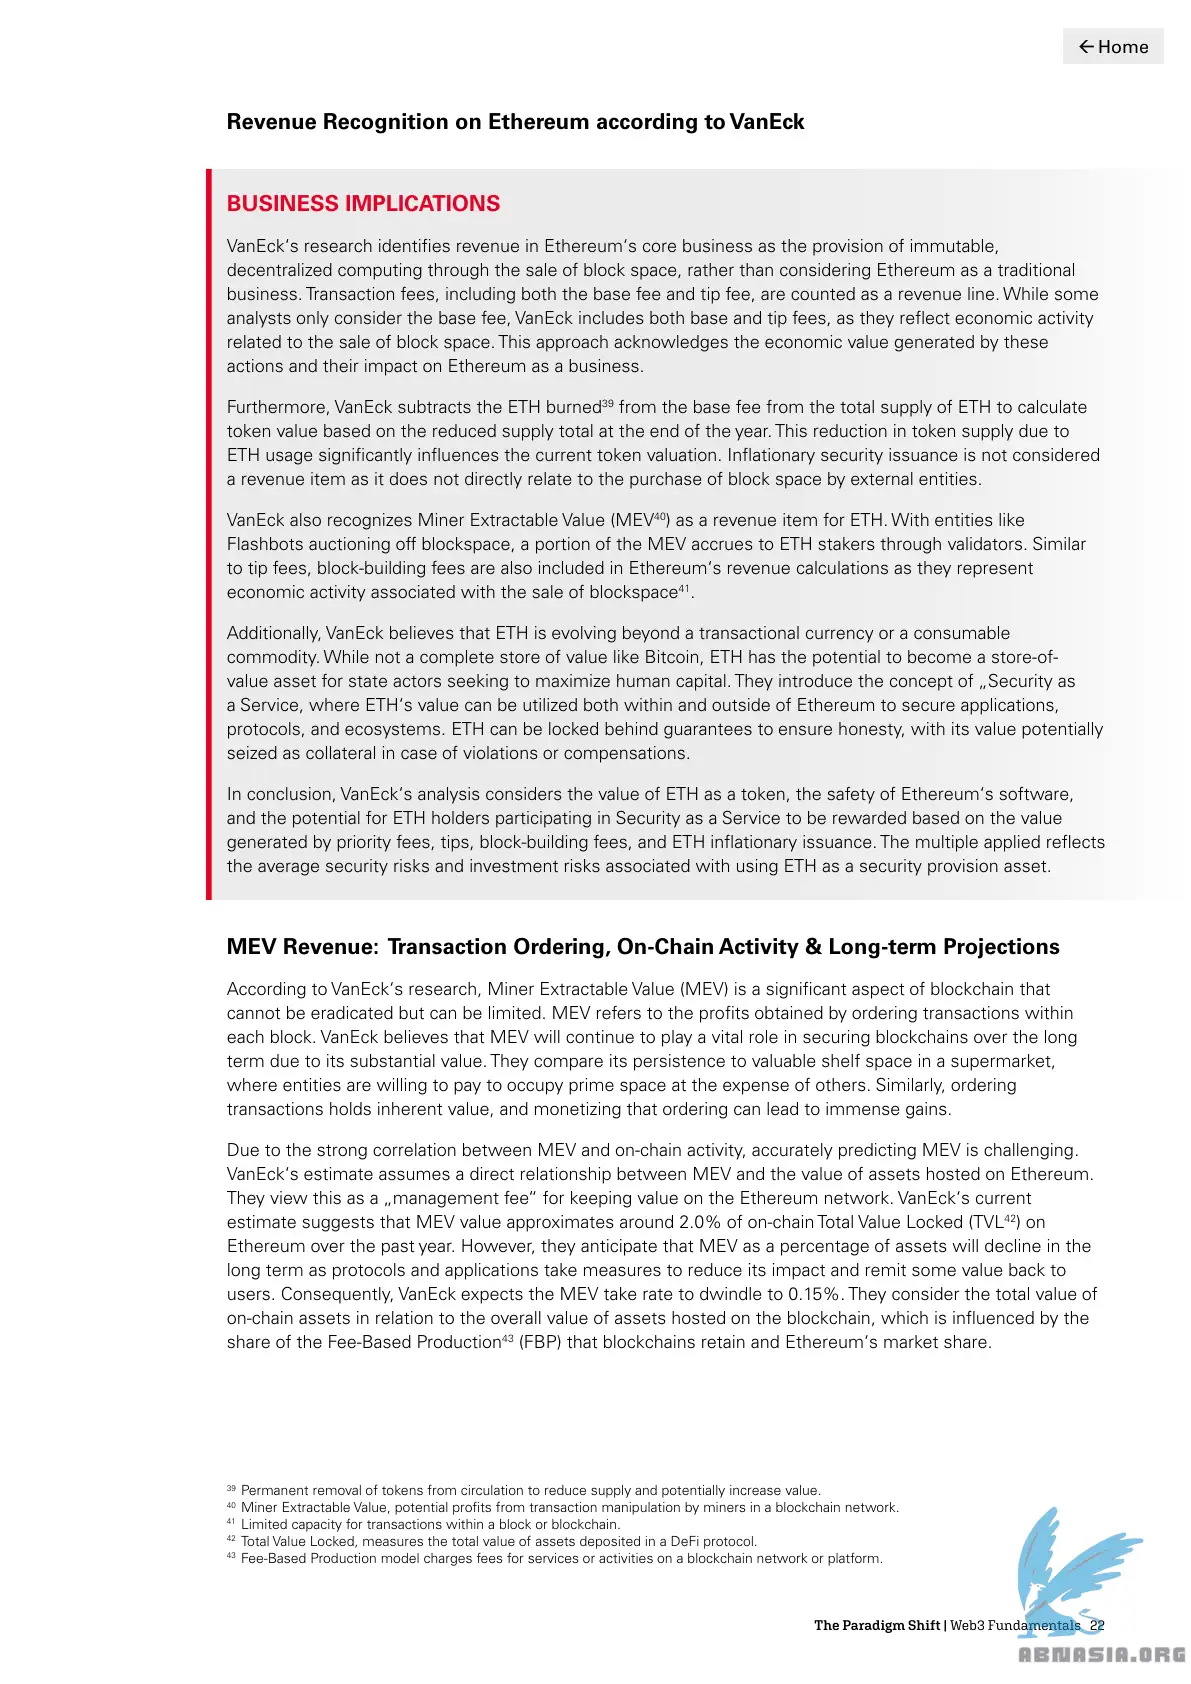 ← Home
Revenue Recognition on Ethereum according to VanEck
BUSINESS IMPLICATIONS
VanEck‘s research identifies revenue in Ethereum‘s core business as the provision of immutable,
decentralized computing through the sale of block space, rather than considering Ethereum as a traditional
business. Transaction fees, including both the base fee and tip fee, are counted as a revenue line. While some
analysts only consider the base fee, VanEck includes both base and tip fees, as they reflect economic activity
related to the sale of block space. This approach acknowledges the economic value generated by these
actions and their impact on Ethereum as a business.
Furthermore, VanEck subtracts the ETH burned³⁹ from the base fee from the total supply of ETH to calculate
token value based on the reduced supply total at the end of the year. This reduction in token supply due to
ETH usage significantly influences the current token valuation. Inflationary security issuance is not considered
a revenue item as it does not directly relate to the purchase of block space by external entities.
VanEck also recognizes Miner Extractable Value (MEV⁴⁰) as a revenue item for ETH. With entities like
Flashbots auctioning off blockspace, a portion of the MEV accrues to ETH stakers through validators. Similar
to tip fees, block-building fees are also included in Ethereum‘s revenue calculations as they represent
economic activity associated with the sale of blockspace⁴¹.
Additionally, VanEck believes that ETH is evolving beyond a transactional currency or a consumable
commodity. While not a complete store of value like Bitcoin, ETH has the potential to become a store-of-
value asset for state actors seeking to maximize human capital. They introduce the concept of „Security as
a Service, where ETH‘s value can be utilized both within and outside of Ethereum to secure applications,
protocols, and ecosystems. ETH can be locked behind guarantees to ensure honesty, with its value potentially
seized as collateral in case of violations or compensations.
In conclusion, VanEck‘s analysis considers the value of ETH as a token, the safety of Ethereum‘s software,
and the potential for ETH holders participating in Security as a Service to be rewarded based on the value
generated by priority fees, tips, block-building fees, and ETH inflationary issuance. The multiple applied reflects
the average security risks and investment risks associated with using ETH as a security provision asset.
MEV Revenue: Transaction Ordering, On-Chain Activity & Long-term Projections
According to VanEck‘s research, Miner Extractable Value (MEV) is a significant aspect of blockchain that
cannot be eradicated but can be limited. MEV refers to the profits obtained by ordering transactions within
each block. VanEck believes that MEV will continue to play a vital role in securing blockchains over the long
term due to its substantial value. They compare its persistence to valuable shelf space in a supermarket,
where entities are willing to pay to occupy prime space at the expense of others. Similarly, ordering
transactions holds inherent value, and monetizing that ordering can lead to immense gains.
Due to the strong correlation between MEV and on-chain activity, accurately predicting MEV is challenging.
VanEck‘s estimate assumes a direct relationship between MEV and the value of assets hosted on Ethereum.
They view this as a „management fee“ for keeping value on the Ethereum network. VanEck‘s current
estimate suggests that MEV value approximates around 2.0% of on-chain Total Value Locked (TVL⁴²) on
Ethereum over the past year. However, they anticipate that MEV as a percentage of assets will decline in the
long term as protocols and applications take measures to reduce its impact and remit some value back to
users. Consequently, VanEck expects the MEV take rate to dwindle to 0.15%. They consider the total value of
on-chain assets in relation to the overall value of assets hosted on the blockchain, which is influenced by the
share of the Fee-Based Production⁴³ (FBP) that blockchains retain and Ethereum‘s market share.
³⁹ Permanent removal of tokens from circulation to reduce supply and potentially increase value.
⁴⁰ Miner Extractable Value, potential profits from transaction manipulation by miners in a blockchain network.
⁴¹ Limited capacity for transactions within a block or blockchain.
⁴² Total Value Locked, measures the total value of assets deposited in a DeFi protocol.
⁴³ Fee-Based Production model charges fees for services or activities on a blockchain network or platform.
The Paradigm Shift | Web3 Fundamentals 22
ABNASIA.ORG